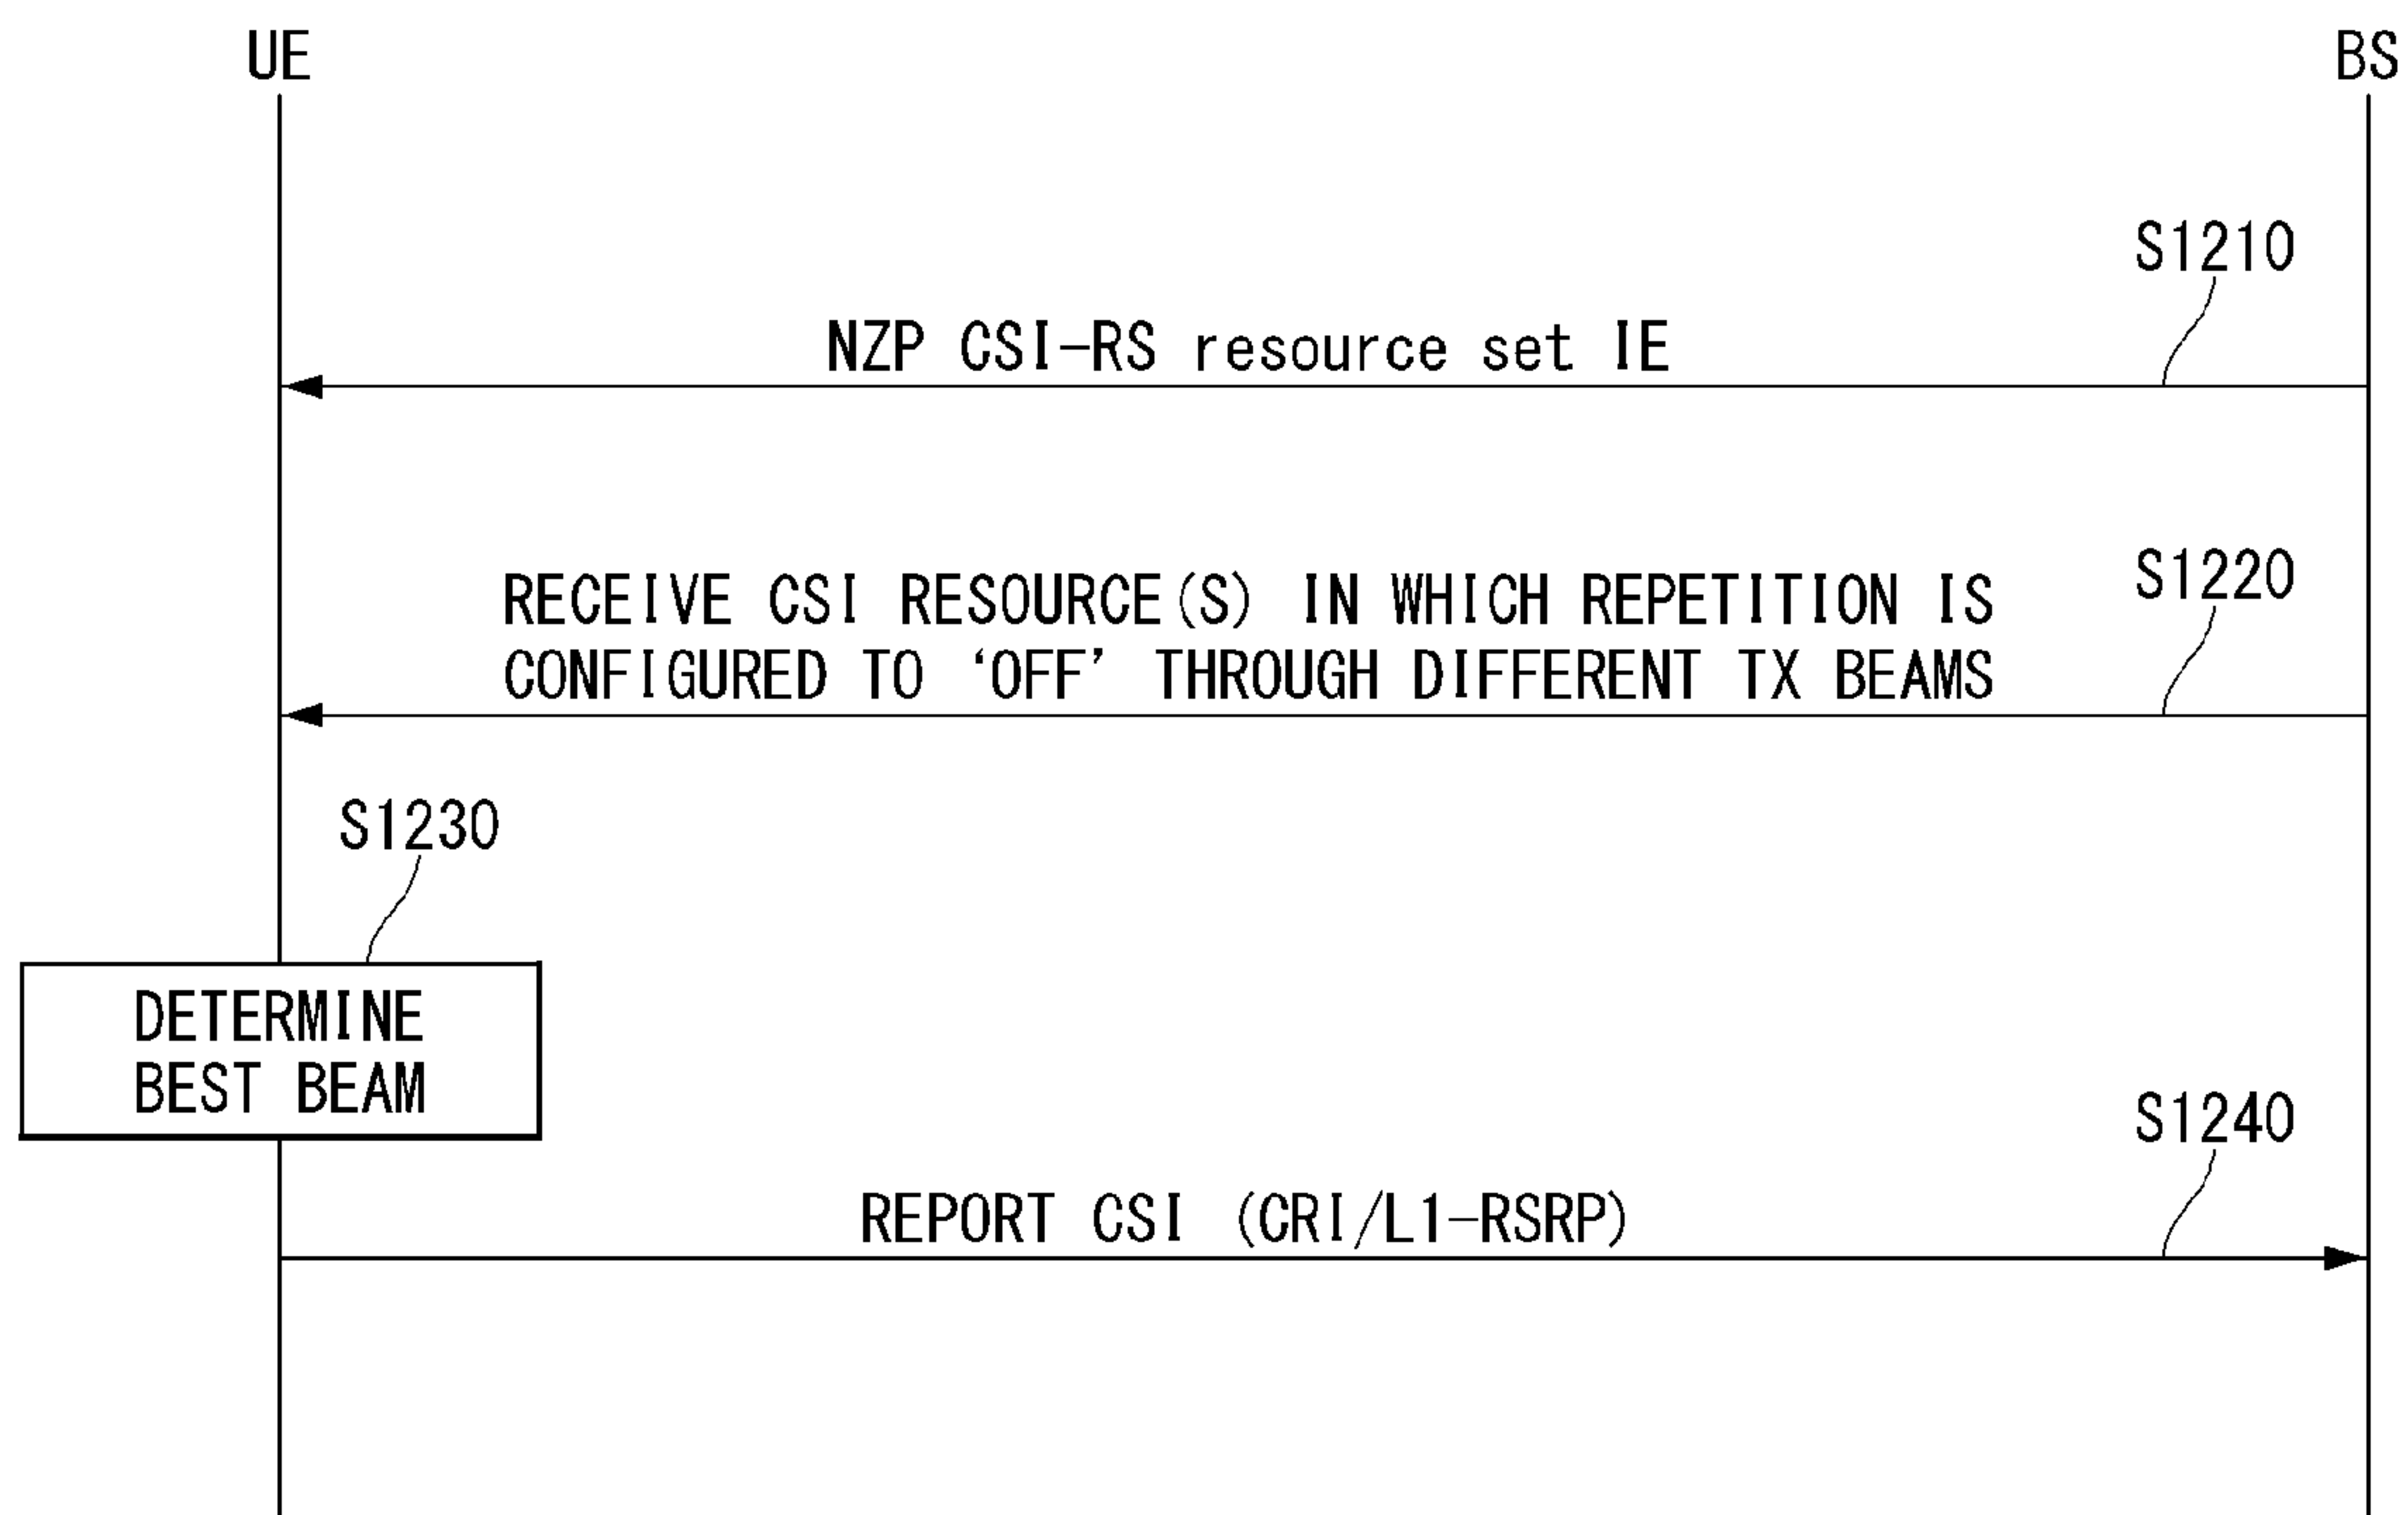 UE
BS
S1210
NZP CSI-RS resource set IE
S1220
RECEIVE CSI RESOURCE(S) IN WHICH REPETITION IS
CONFIGURED TO ‘OFF’ THROUGH DIFFERENT TX BEAMS
S1230
DETERMINE
BEST BEAM
S1240
REPORT CSI (CRI/L1-RSRP)